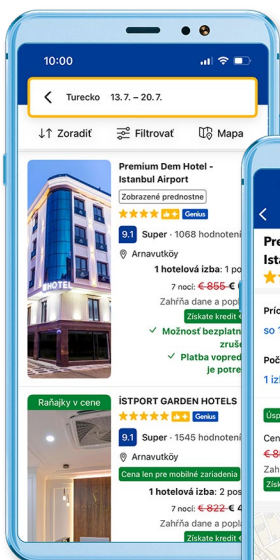 10:00
Turecko 13.7. – 20.7.
↓↑ Zoradiť Filtrovať Mapa
Premium Dem Hotel -
Istanbul Airport
Zobrazené prednostne
Genius
9.1 Super · 1068 hodnotení
Arnavutköy
1 hotelová izba: 1 po
7 nocí: € 855 €
Zahŕňa dane a popl
Získate kredit
✓ Možnosť bezplatn
zruše
✓ Platba vopred
je potre
HOTEL
Raňajky v cene
İSTPORT GARDEN HOTELS
Genius
9.1 Super · 1545 hodnotení
Arnavutköy
Cena len pre mobilné zariadenia
1 hotelová izba: 2 pos
7 nocí: € 822 € 4
Zahŕňa dane a popl
Získate kredit
Pre
Ista
Príc
so 1
Poč
1 iz
Úsp
Cen
€ 8
Zah
Získ